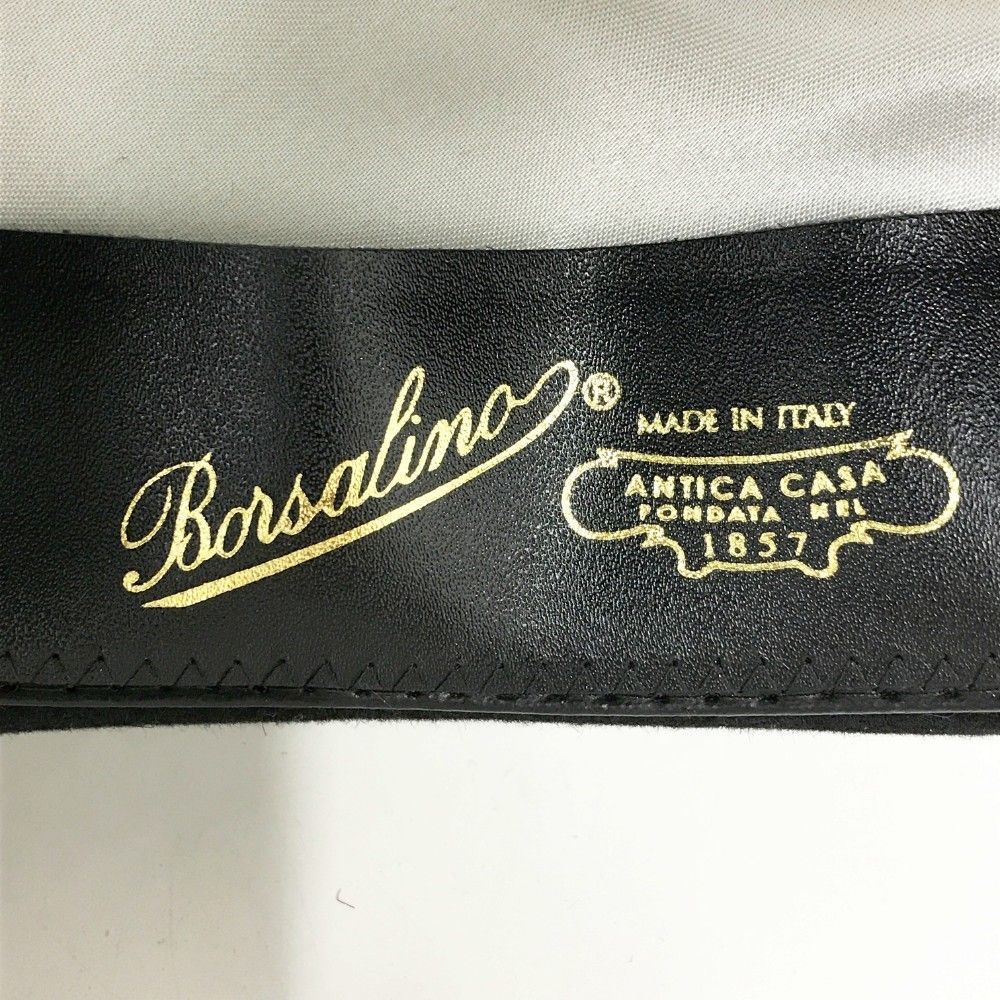 Borsalino®
MADE IN ITALY
ANTICA CASA
FONDATA NEL
1857